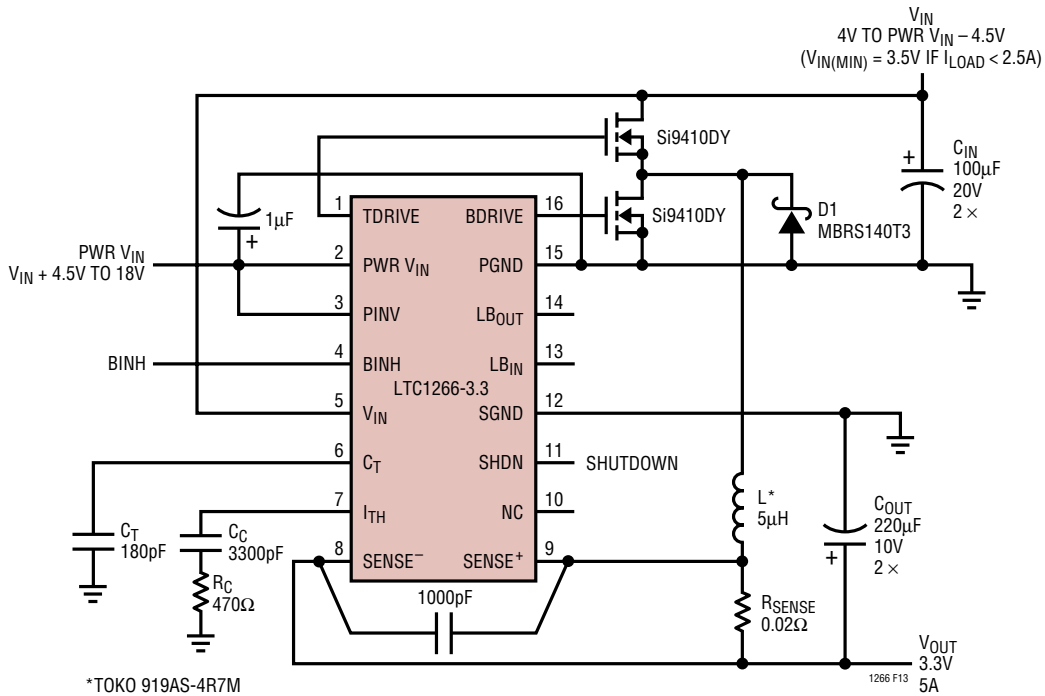 V_IN
4V TO PWR V_IN – 4.5V
(V_IN(MIN) = 3.5V IF I_LOAD < 2.5A)
Si9410DY
Si9410DY
+
C_IN
100µF
20V
2 ×
D1
MBRS140T3
1µF
+
PWR V_IN
V_IN + 4.5V TO 18V
BINH
1
TDRIVE
2
PWR V_IN
3
PINV
4
BINH
5
V_IN
6
C_T
7
I_TH
8
SENSE⁻
LTC1266-3.3
BDRIVE
16
PGND
15
LB_OUT
14
LB_IN
13
SGND
12
SHDN
11
SHUTDOWN
NC
10
SENSE⁺
9
C_T
180pF
C_C
3300pF
R_C
470Ω
1000pF
L*
5µH
R_SENSE
0.02Ω
+
C_OUT
220µF
10V
2 ×
V_OUT
3.3V
5A
1266 F13
*TOKO 919AS-4R7M